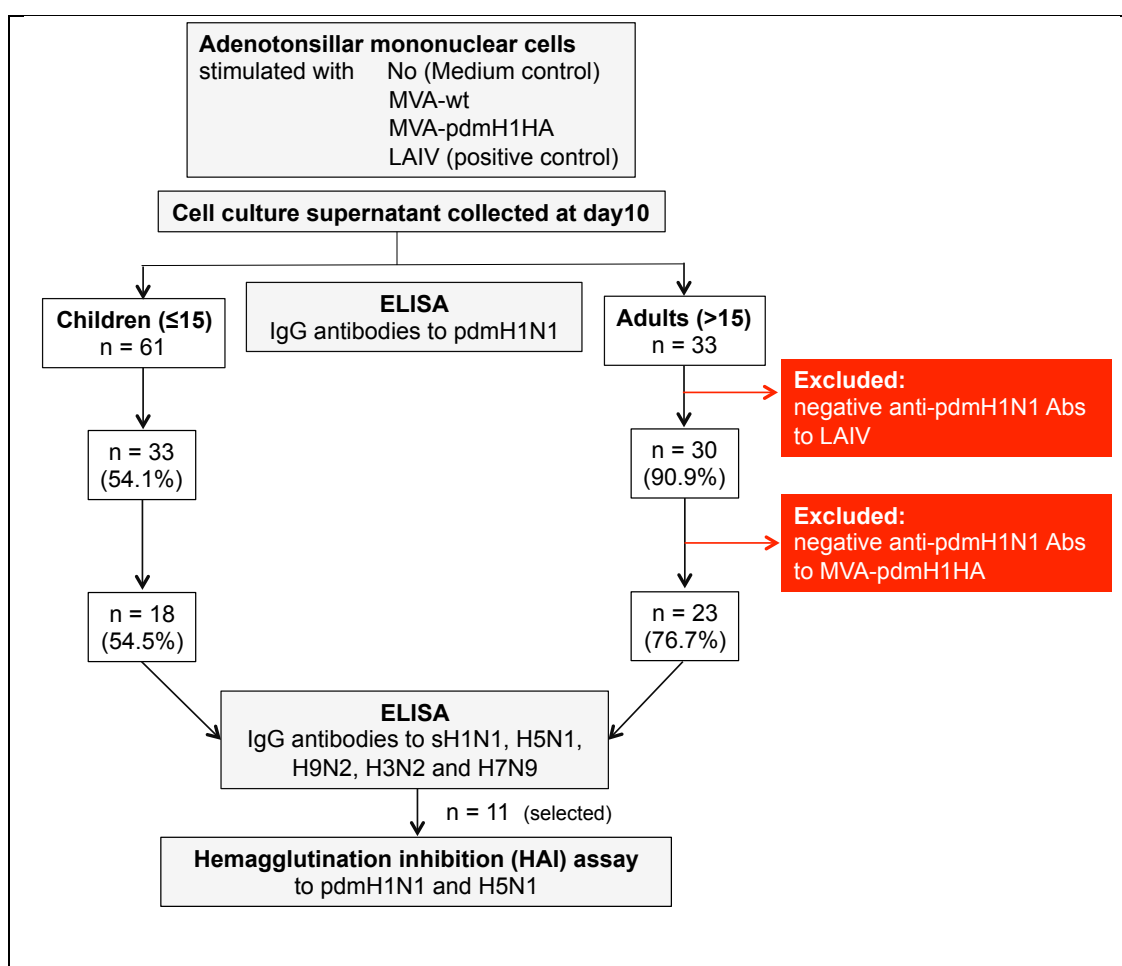 Adenotonsillar mononuclear cells
stimulated with No (Medium control)
MVA-wt
MVA-pdmH1HA
LAIV (positive control)
Cell culture supernatant collected at day10
Children (≤15)
n = 61
ELISA
IgG antibodies to pdmH1N1
Adults (>15)
n = 33
Excluded:
negative anti-pdmH1N1 Abs
to LAIV
n = 33
(54.1%)
n = 30
(90.9%)
Excluded:
negative anti-pdmH1N1 Abs
to MVA-pdmH1HA
n = 18
(54.5%)
n = 23
(76.7%)
ELISA
IgG antibodies to sH1N1, H5N1,
H9N2, H3N2 and H7N9
n = 11 (selected)
Hemagglutination inhibition (HAI) assay
to pdmH1N1 and H5N1